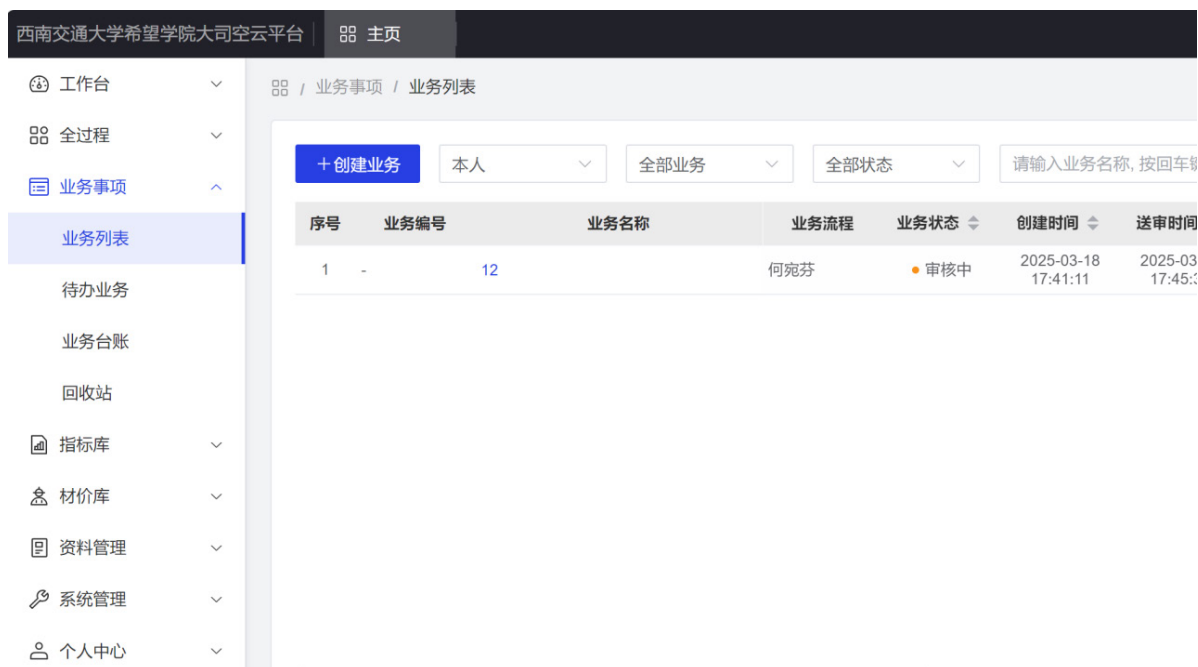 西南交通大学希望学院大司空云平台 主页
工作台
全过程
业务事项
业务列表
待办业务
业务台账
回收站
指标库
材价库
资料管理
系统管理
个人中心
/ 业务事项 / 业务列表
+创建业务 本人 全部业务 全部状态 请输入业务名称, 按回车
序号 业务编号 业务名称 业务流程 业务状态 创建时间 送审时间
1 - 12 何宛芬 审核中 2025-03-18 2025-03
17:41:11 17:45: